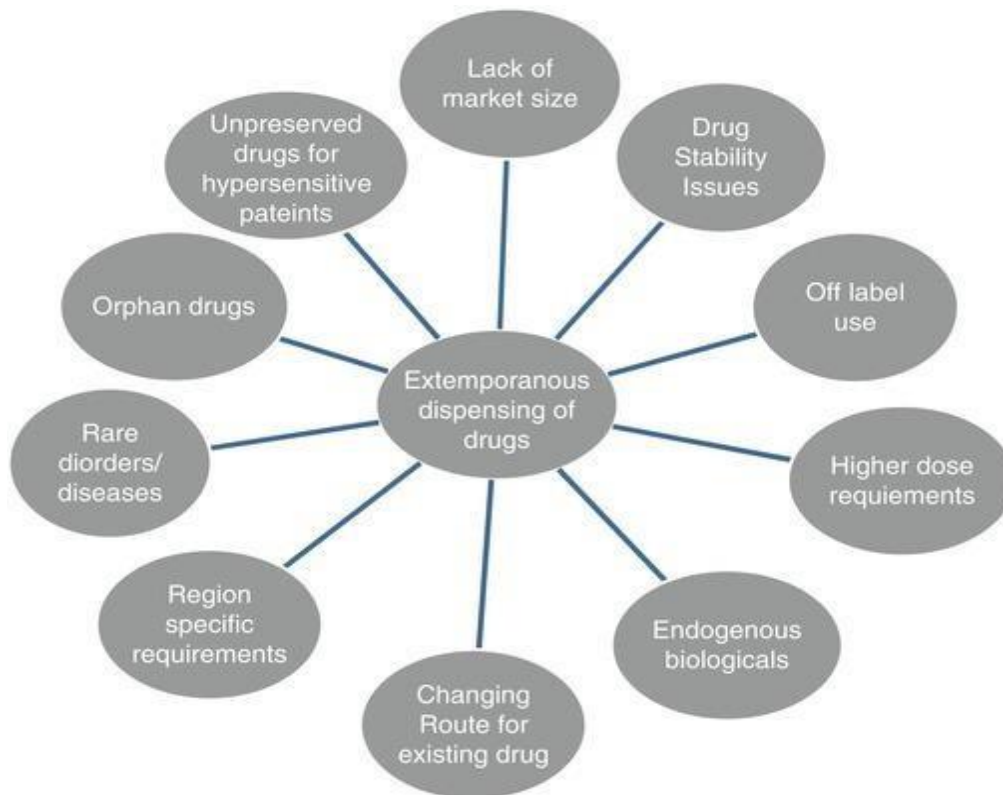 Lack of
market size
Drug
Stability
Issues
Off label
use
Higher dose
requiements
Endogenous
biologicals
Changing
Route for
existing drug
Region
specific
requirements
Rare
diorders/
diseases
Orphan drugs
Unpreserved
drugs for
hypersensitive
pateints
Extemporanous
dispensing of
drugs